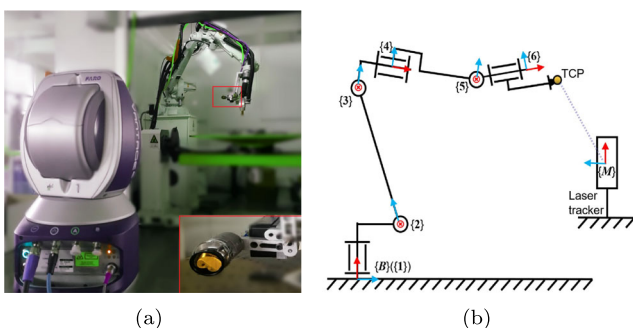 FARO
{4}
{6}
TCP
{5}
{3}
{M}
Laser
tracker
{2}
{B}({1})
(a)
(b)